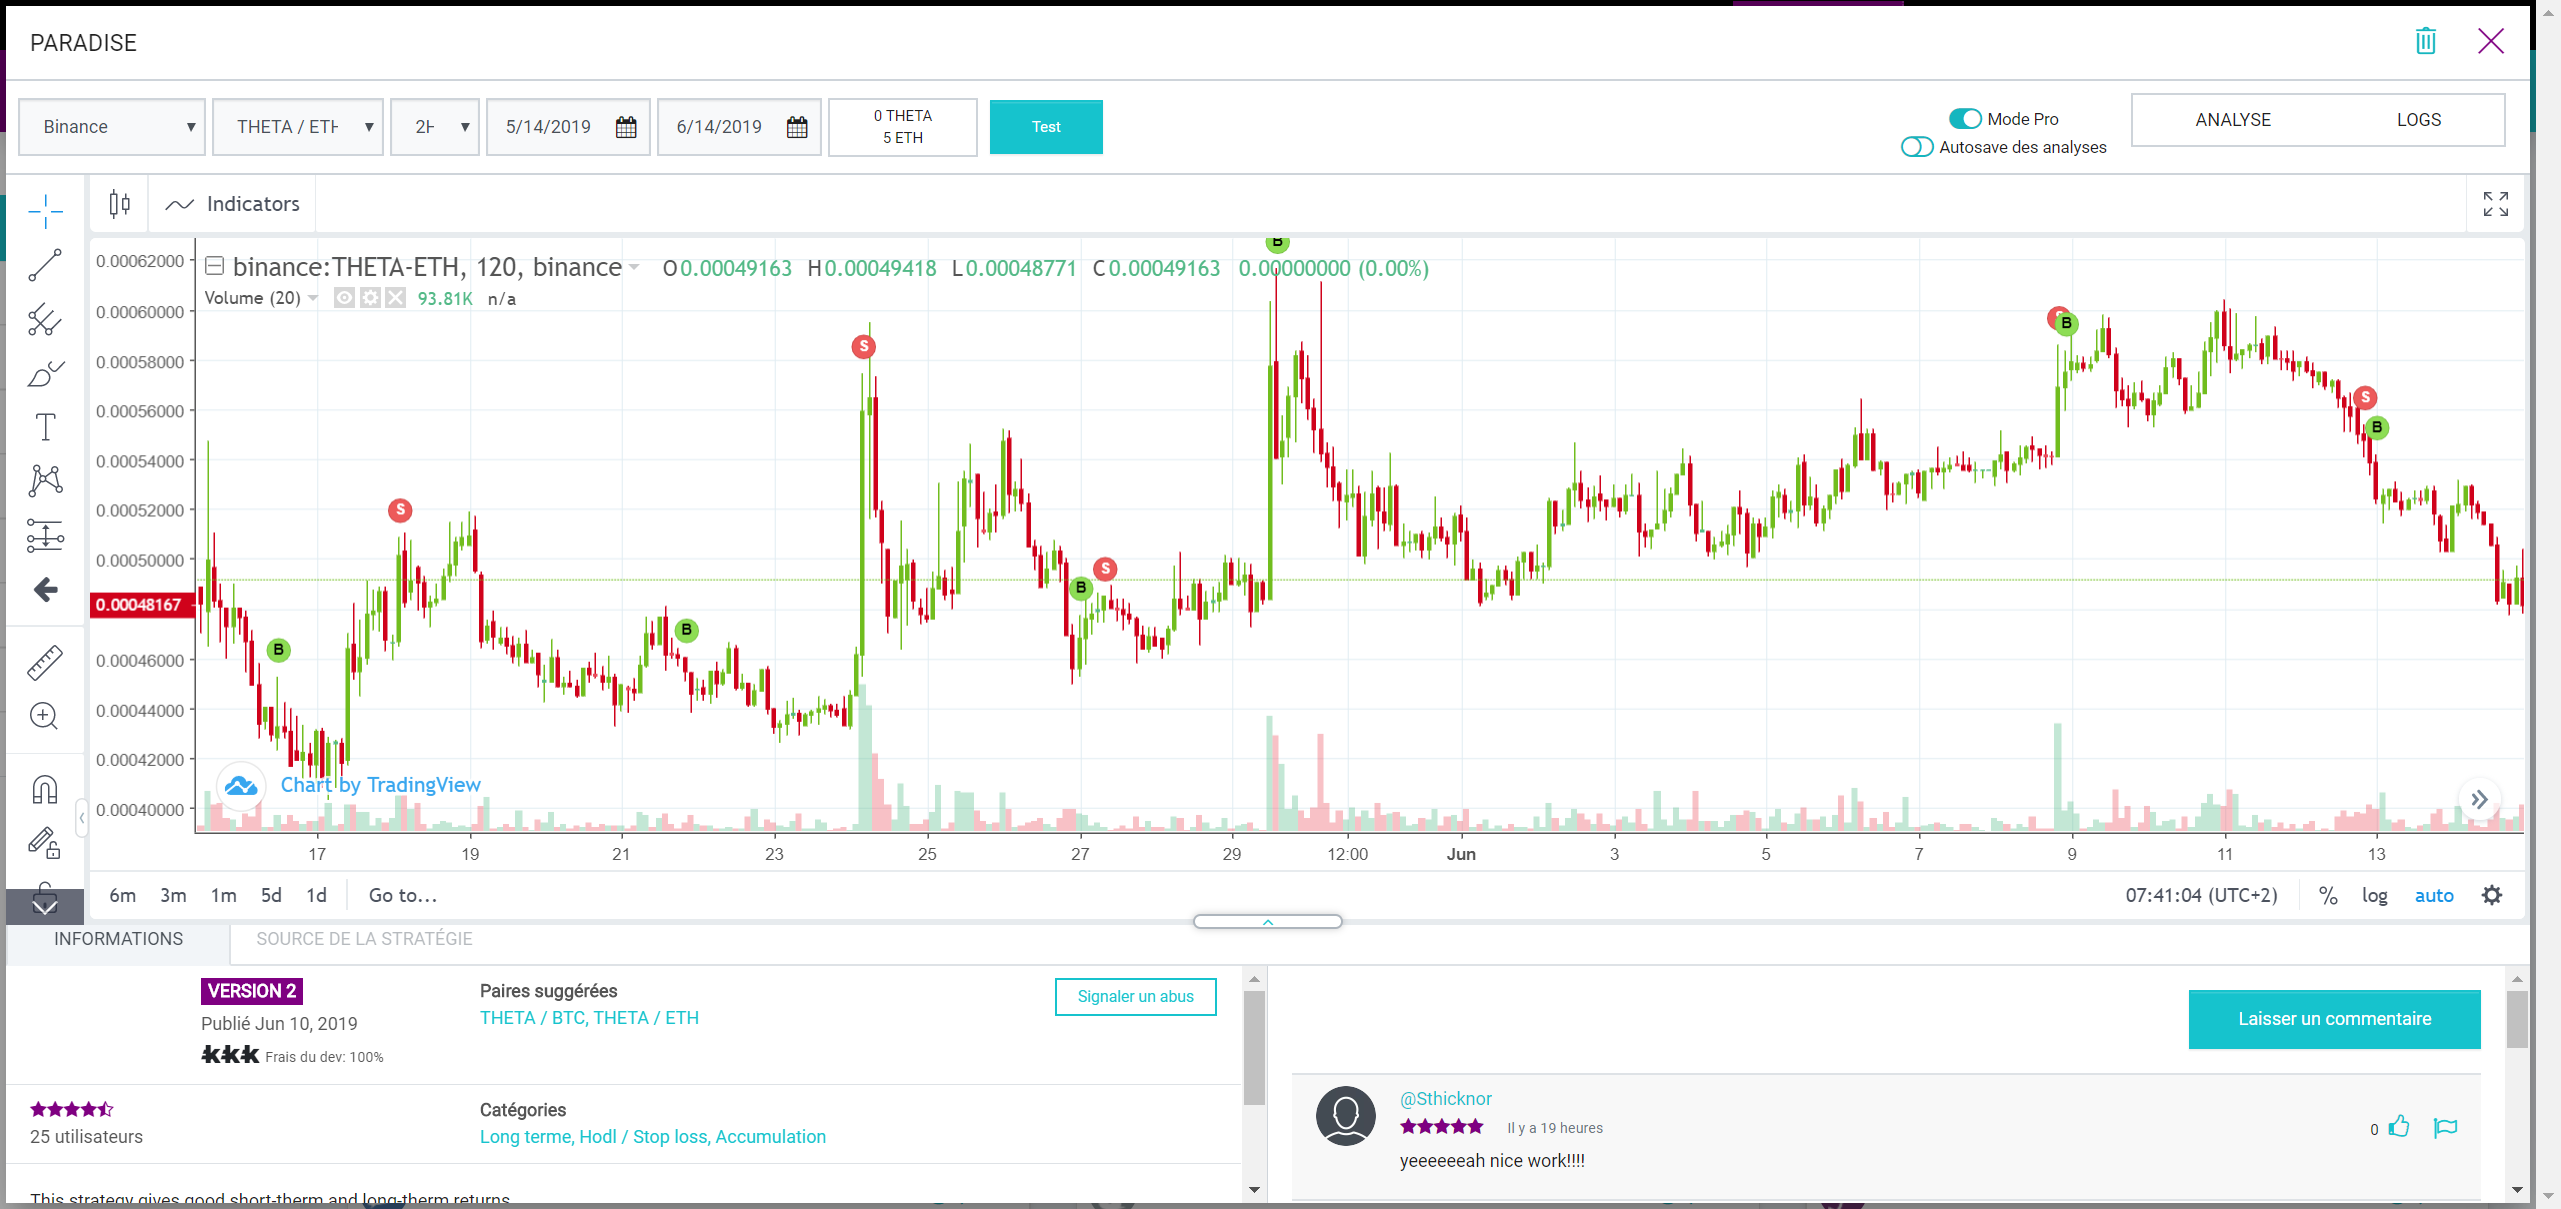 PARADISE
Binance
THETA / ETH
2H
5/14/2019
6/14/2019
0 THETA
5 ETH
Test
Mode Pro
Autosave des analyses
ANALYSE
LOGS
Indicators
binance:THETA-ETH, 120, binance
O0.00049163 H0.00049418 L0.00048771 C0.00049163 0.00000000 (0.00%)
Volume (20) 93.81K n/a
0.00062000
0.00060000
0.00058000
0.00056000
0.00054000
0.00052000
0.00050000
0.00048167
0.00046000
0.00044000
0.00042000
0.00040000
B
S
B
S
B
S
B
B
S
B
Chart by TradingView
17 19 21 23 25 27 29 12:00 Jun 3 5 7 9 11 13
6m 3m 1m 5d 1d Go to...
07:41:04 (UTC+2) % log auto
INFORMATIONS
SOURCE DE LA STRATÉGIE
VERSION 2
Publié Jun 10, 2019
Frais du dev: 100%
Paires suggérées
THETA / BTC, THETA / ETH
Signaler un abus
25 utilisateurs
Catégories
Long terme, Hodl / Stop loss, Accumulation
This strategy gives good short-therm and long-therm returns
Laisser un commentaire
@Sthicknor
Il y a 19 heures
0
yeeeeeeah nice work!!!!